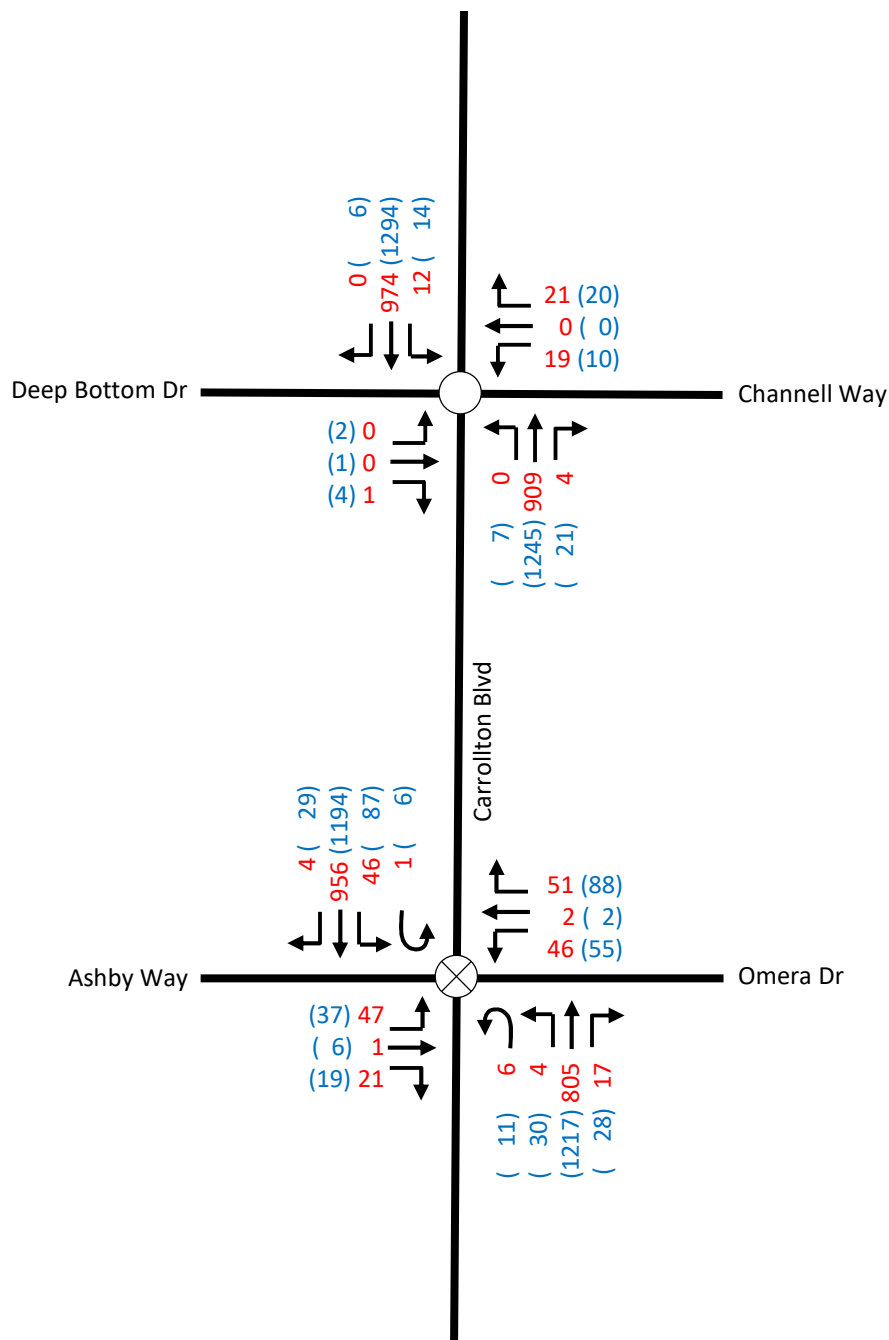 0 ( 6)
974 (1294)
12 ( 14)
21 (20)
0 ( 0)
19 (10)
Deep Bottom Dr
Channell Way
(2) 0
(1) 0
(4) 1
( 7) 0
(1245) 909
( 21) 4
Carrollton Blvd
4 ( 29)
956 (1194)
46 ( 87)
1 ( 6)
51 (88)
2 ( 2)
46 (55)
Ashby Way
Omera Dr
(37) 47
( 6) 1
(19) 21
( 11) 6
( 30) 4
(1217) 805
( 28) 17